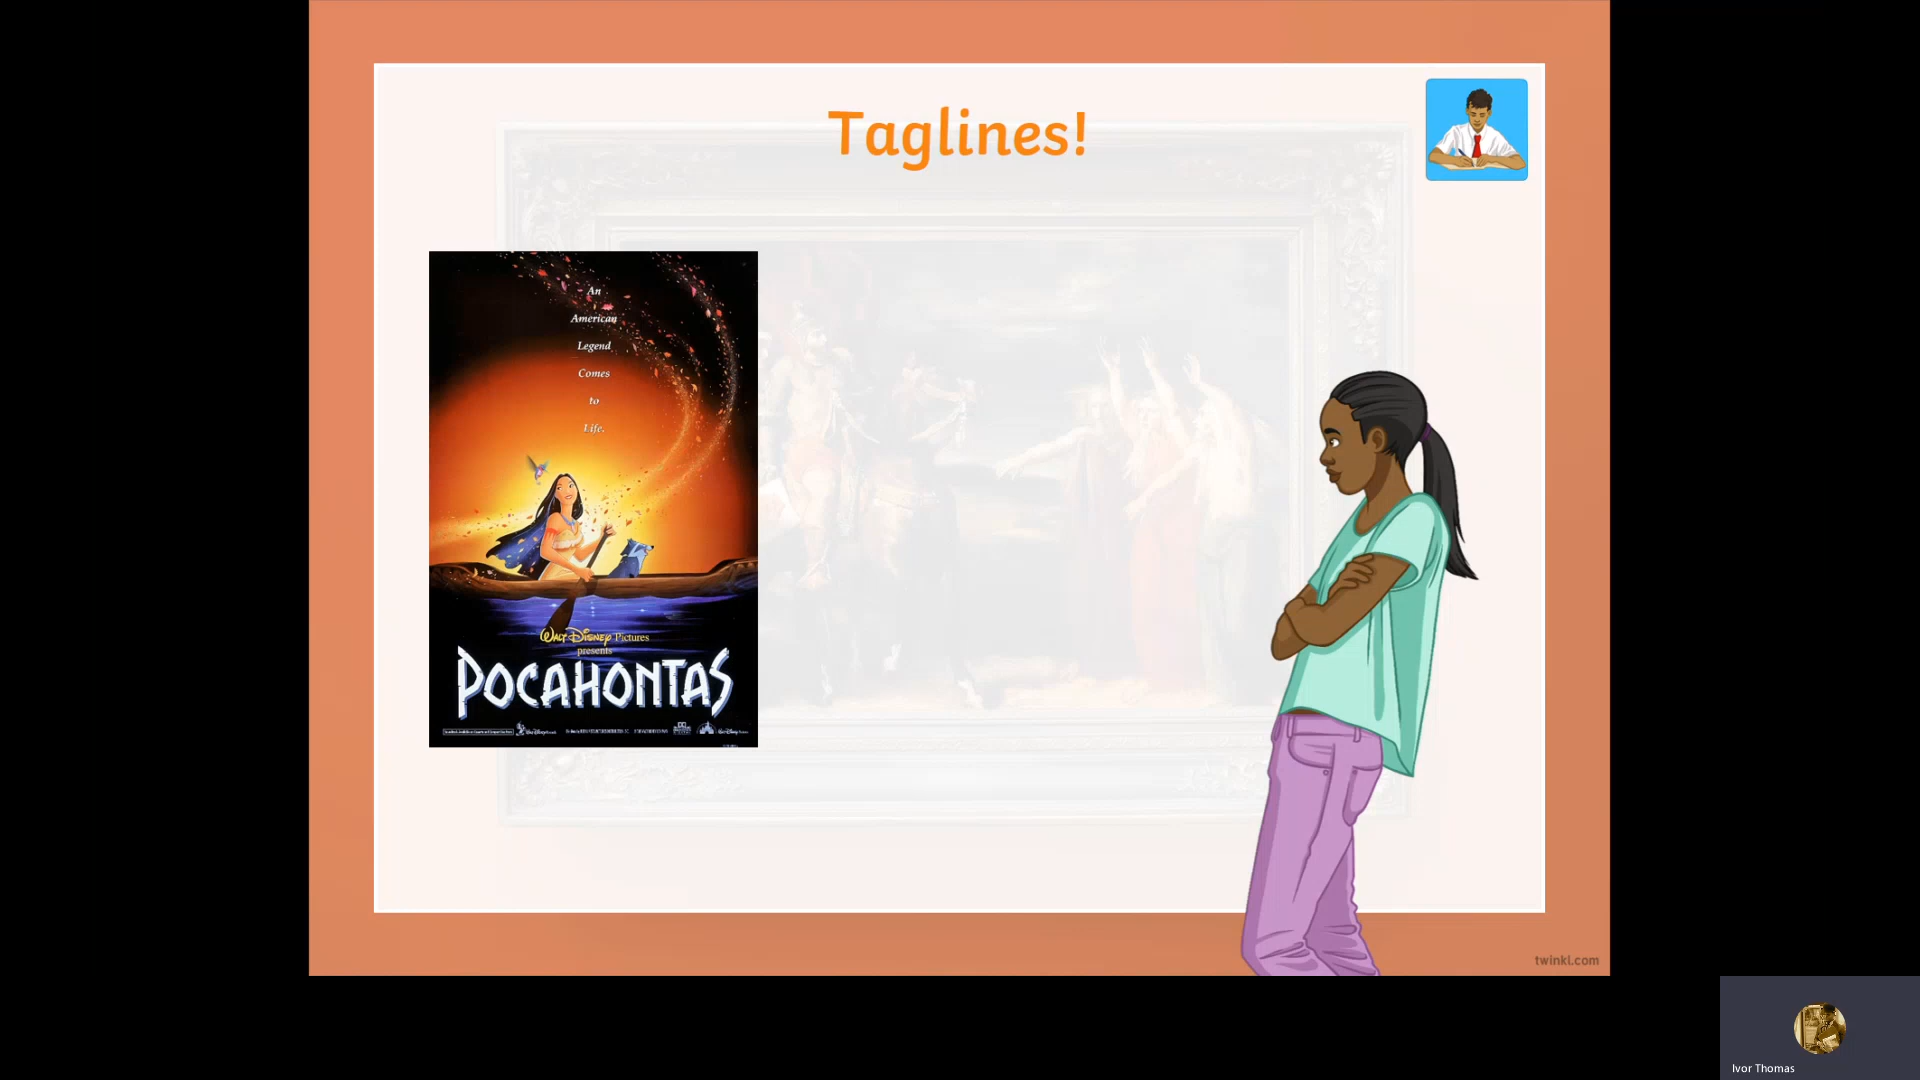 Taglines!
An
American
Legend
Comes
to
Life.
Walt Disney Pictures
presents
POCAHONTAS
twinkl.com
Ivor Thomas